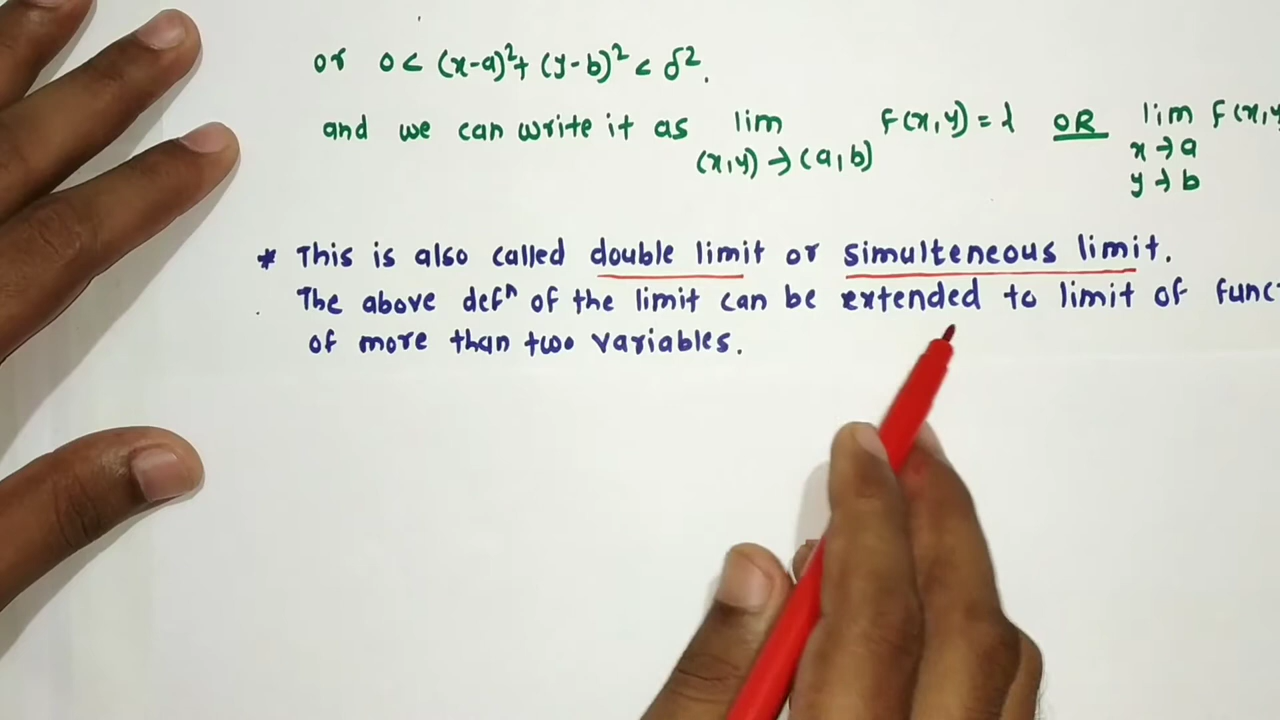 or 0 < (x-a)²+ (y-b)² < δ².
and we can write it as lim F(x,y) = l OR lim F(x,y
(x,y) → (a,b) x → a
y → b
* This is also called double limit or simulteneous limit.
The above defⁿ of the limit can be extended to limit of func
of more than two variables.